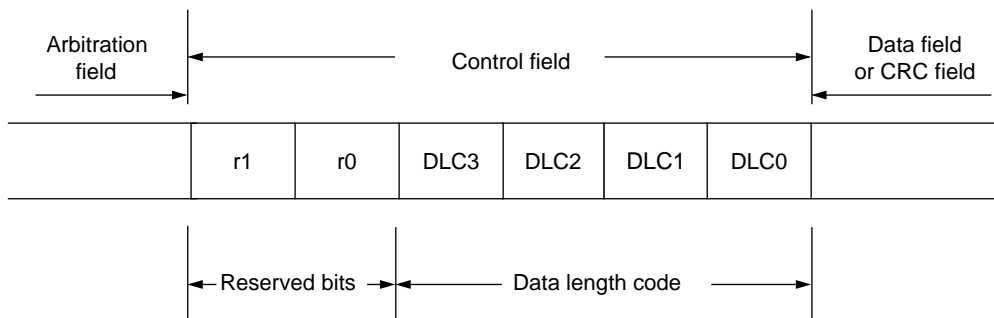 Arbitration
field
Control field
Data field
or CRC field
r1
r0
DLC3
DLC2
DLC1
DLC0
Reserved bits
Data length code